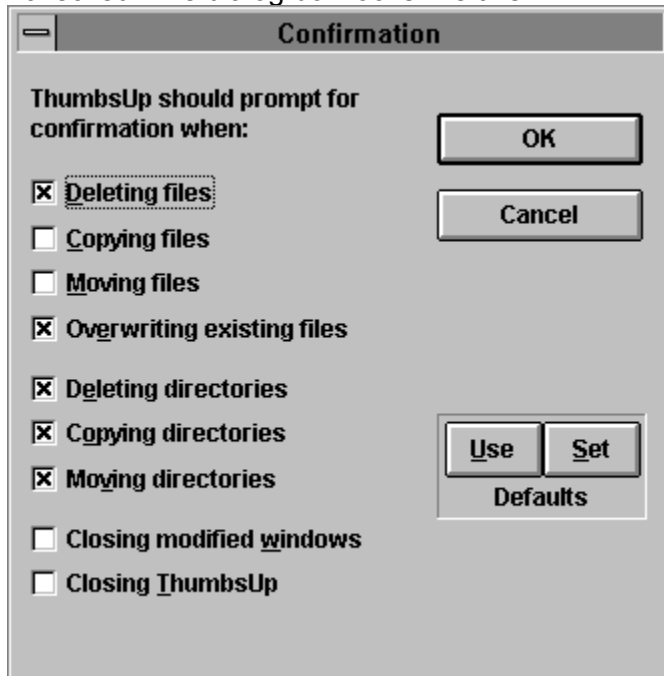 Confirmation
ThumbsUp should prompt for
confirmation when:
OK
Cancel
Deleting files
Copying files
Moving files
Overwriting existing files
Deleting directories
Copying directories
Moving directories
Closing modified windows
Closing ThumbsUp
Use
Set
Defaults